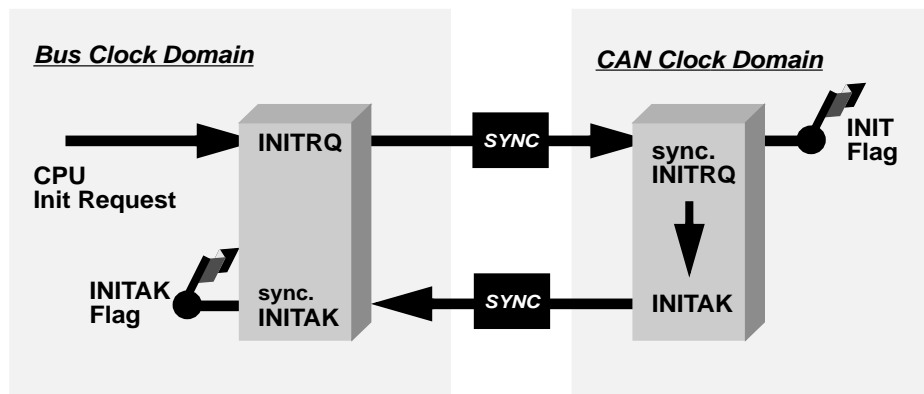 Bus Clock Domain
CAN Clock Domain
CPU
Init Request
INITRQ
SYNC
sync.
INITRQ
INIT
Flag
INITAK
Flag
sync.
INITAK
SYNC
INITAK